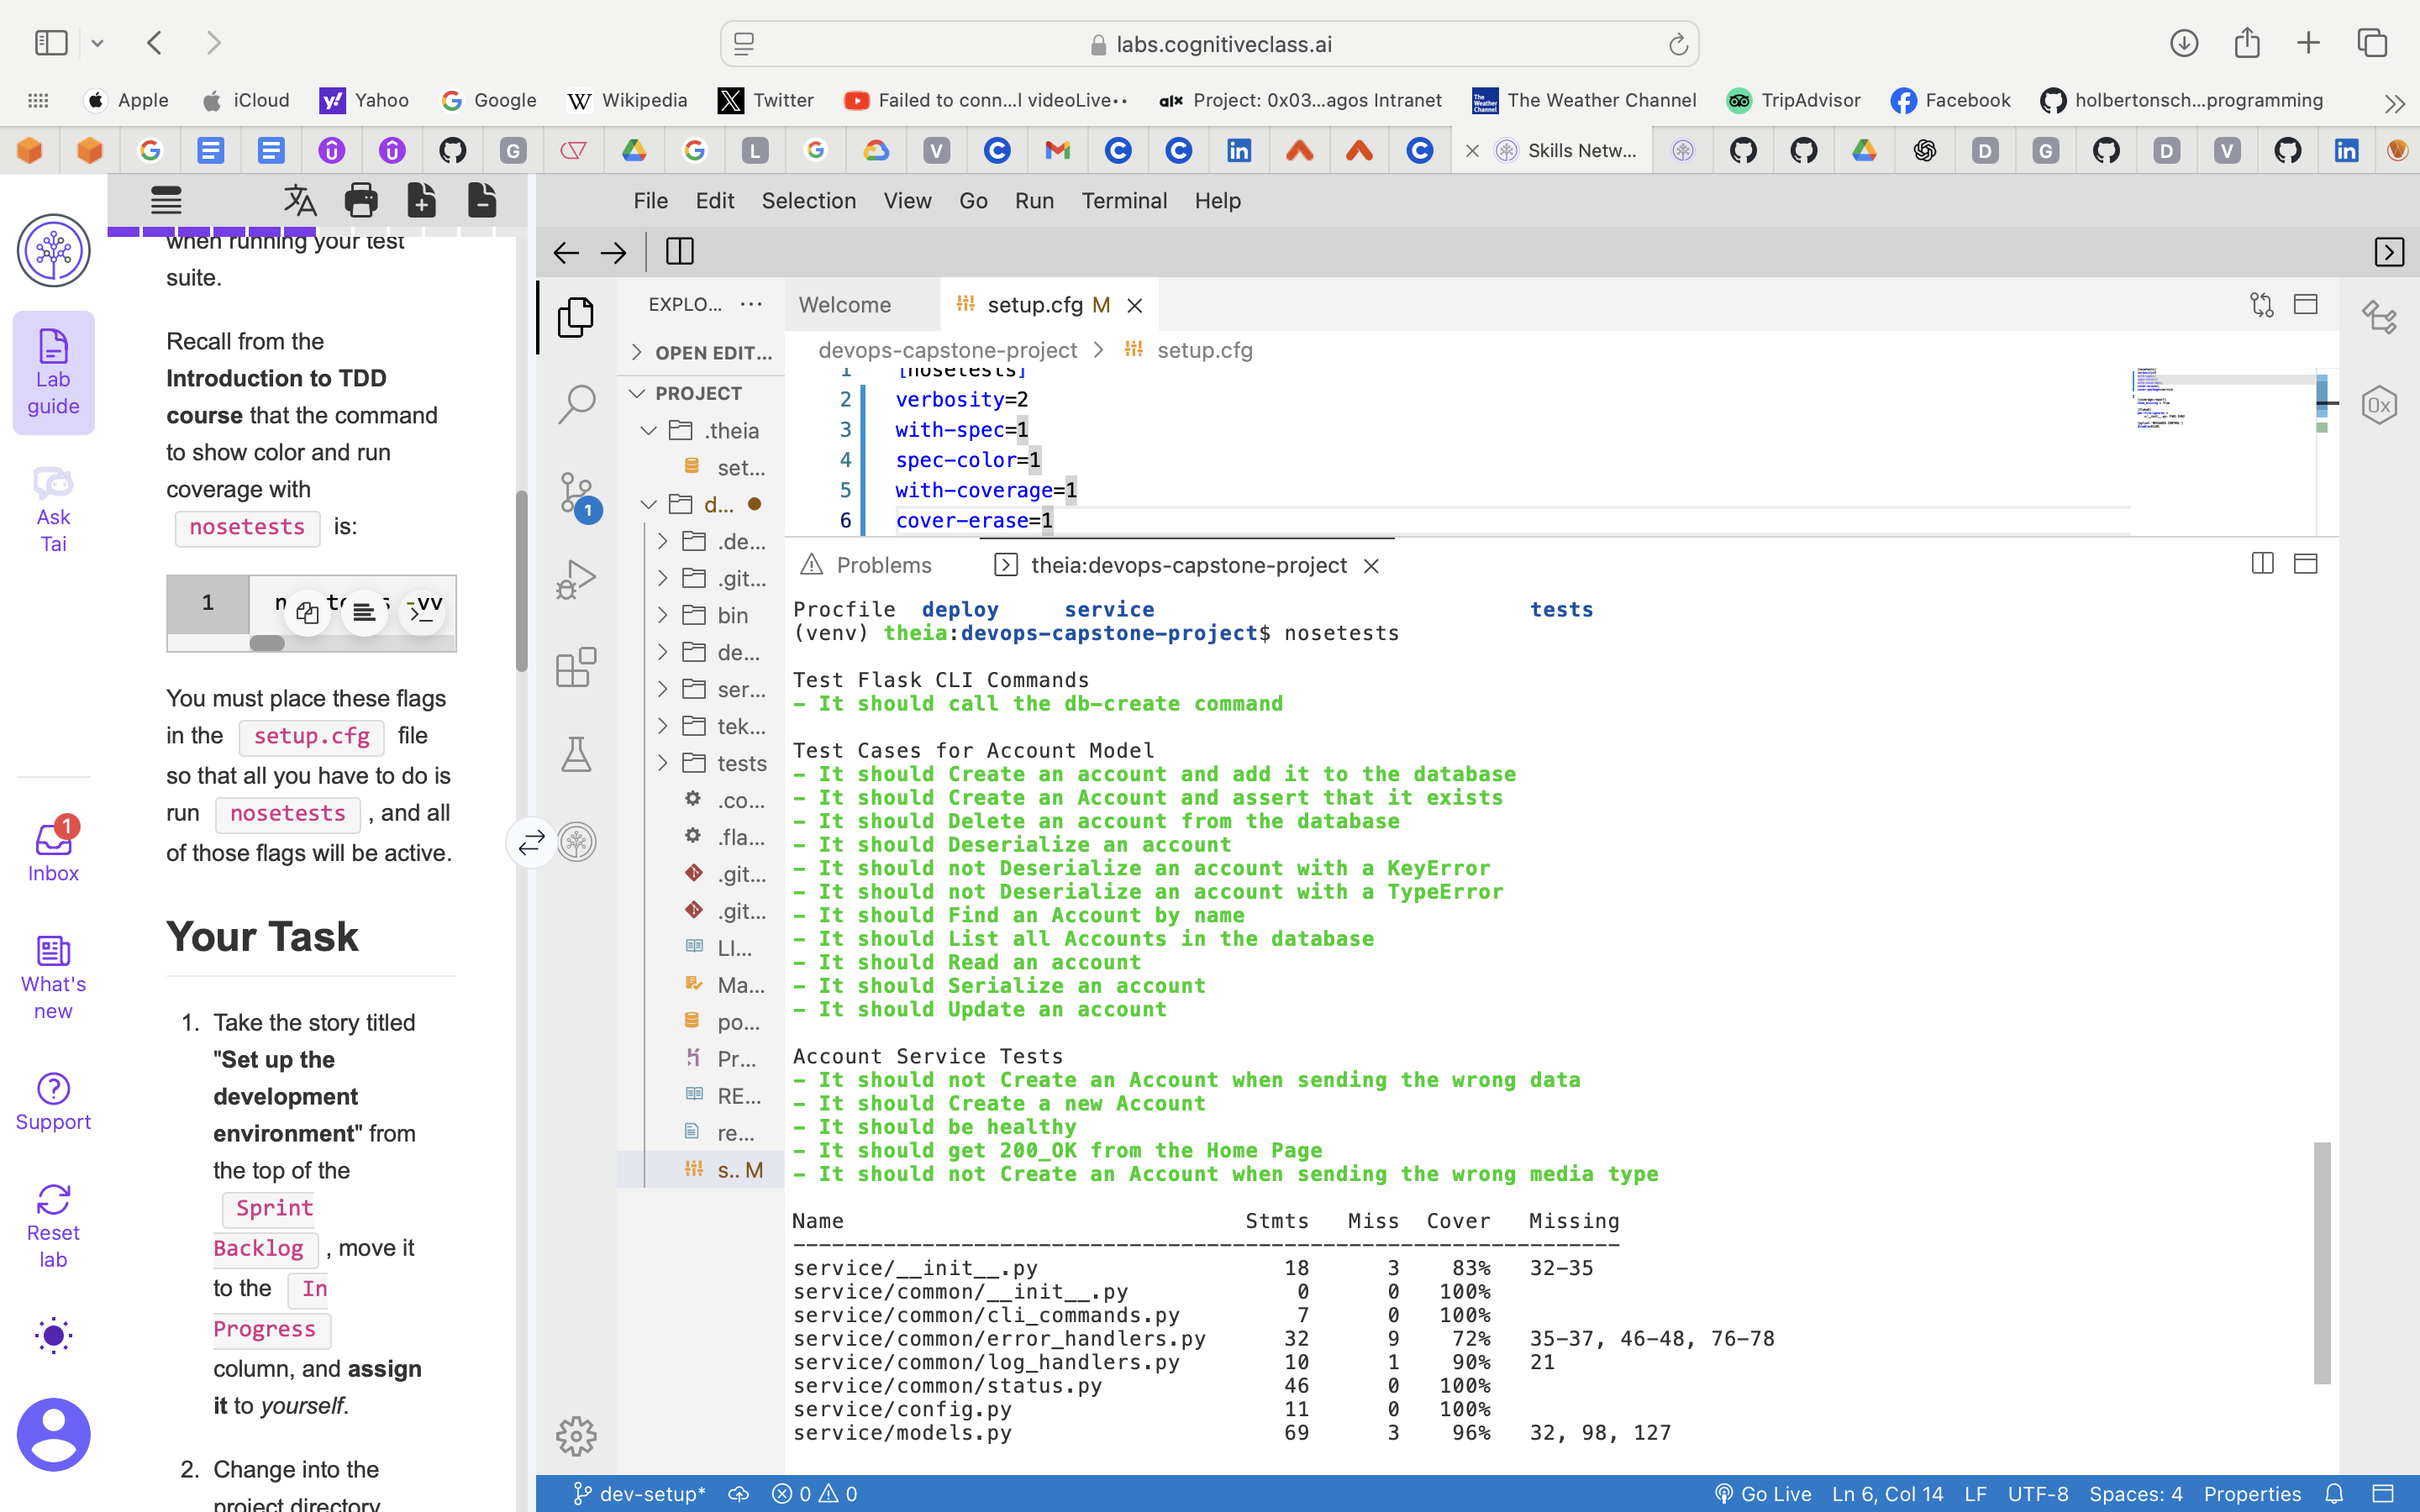 labs.cognitiveclass.ai
Apple
iCloud
Yahoo
Google
Wikipedia
Twitter
Failed to conn...l videoLive••
Project: 0x03...agos Intranet
The Weather Channel
TripAdvisor
Facebook
holbertonsch...programming
Skills Netw...
Lab
guide
Ask
Tai
1
Inbox
What's
new
Support
Reset
lab
when running your test
suite.
Recall from the
Introduction to TDD
course that the command
to show color and run
coverage with
nosetests is:
1
-vv
You must place these flags
in the setup.cfg file
so that all you have to do is
run nosetests , and all
of those flags will be active.
Your Task
1. Take the story titled
"Set up the
development
environment" from
the top of the
Sprint
Backlog , move it
to the In
Progress
column, and assign
it to yourself.
2. Change into the
project directory
File Edit Selection View Go Run Terminal Help
EXPLO... ···
OPEN EDIT...
PROJECT
.theia
set...
d...
.de...
.git...
bin
de...
ser...
tek...
tests
.co...
.fla...
.git...
.git...
LI...
Ma...
po...
Pr...
RE...
re...
s.. M
1
Welcome
setup.cfg M
devops-capstone-project > setup.cfg
1 [nosetests]
2 verbosity=2
3 with-spec=1
4 spec-color=1
5 with-coverage=1
6 cover-erase=1
Problems
theia:devops-capstone-project
Procfile deploy service tests
(venv) theia:devops-capstone-project$ nosetests
Test Flask CLI Commands
- It should call the db-create command
Test Cases for Account Model
- It should Create an account and add it to the database
- It should Create an Account and assert that it exists
- It should Delete an account from the database
- It should Deserialize an account
- It should not Deserialize an account with a KeyError
- It should not Deserialize an account with a TypeError
- It should Find an Account by name
- It should List all Accounts in the database
- It should Read an account
- It should Serialize an account
- It should Update an account
Account Service Tests
- It should not Create an Account when sending the wrong data
- It should Create a new Account
- It should be healthy
- It should get 200_OK from the Home Page
- It should not Create an Account when sending the wrong media type
Name Stmts Miss Cover Missing
----------------------------------------------------------------
service/__init__.py 18 3 83% 32-35
service/common/__init__.py 0 0 100%
service/common/cli_commands.py 7 0 100%
service/common/error_handlers.py 32 9 72% 35-37, 46-48, 76-78
service/common/log_handlers.py 10 1 90% 21
service/common/status.py 46 0 100%
service/config.py 11 0 100%
service/models.py 69 3 96% 32, 98, 127
dev-setup* 0 0 Go Live Ln 6, Col 14 LF UTF-8 Spaces: 4 Properties